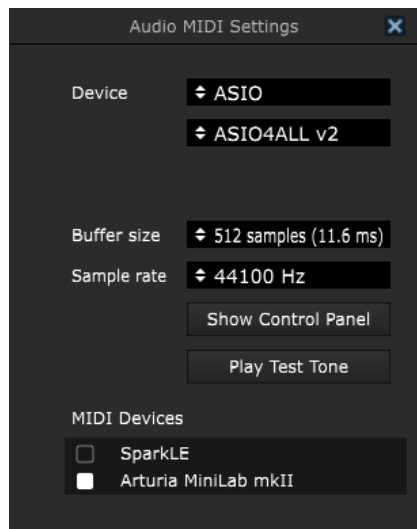 Audio MIDI Settings
Device
ASIO
ASIO4ALL v2
Buffer size 512 samples (11.6 ms)
Sample rate 44100 Hz
Show Control Panel
Play Test Tone
MIDI Devices
SparkLE
Arturia MiniLab mkII